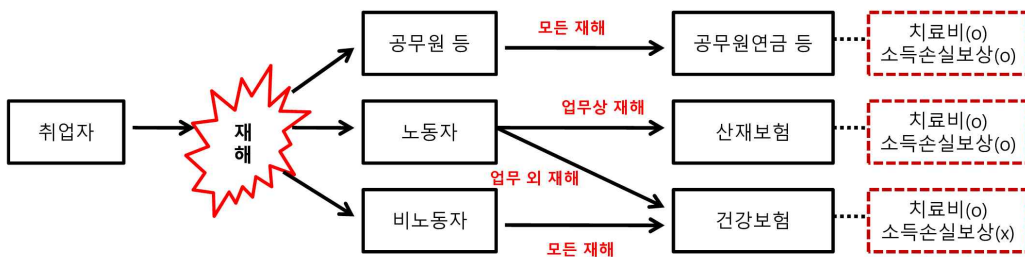 취업자
재
해
공무원 등
모든 재해
공무원연금 등
치료비(o)
소득손실보상(o)
노동자
업무상 재해
산재보험
치료비(o)
소득손실보상(o)
업무 외 재해
비노동자
모든 재해
건강보험
치료비(o)
소득손실보상(x)